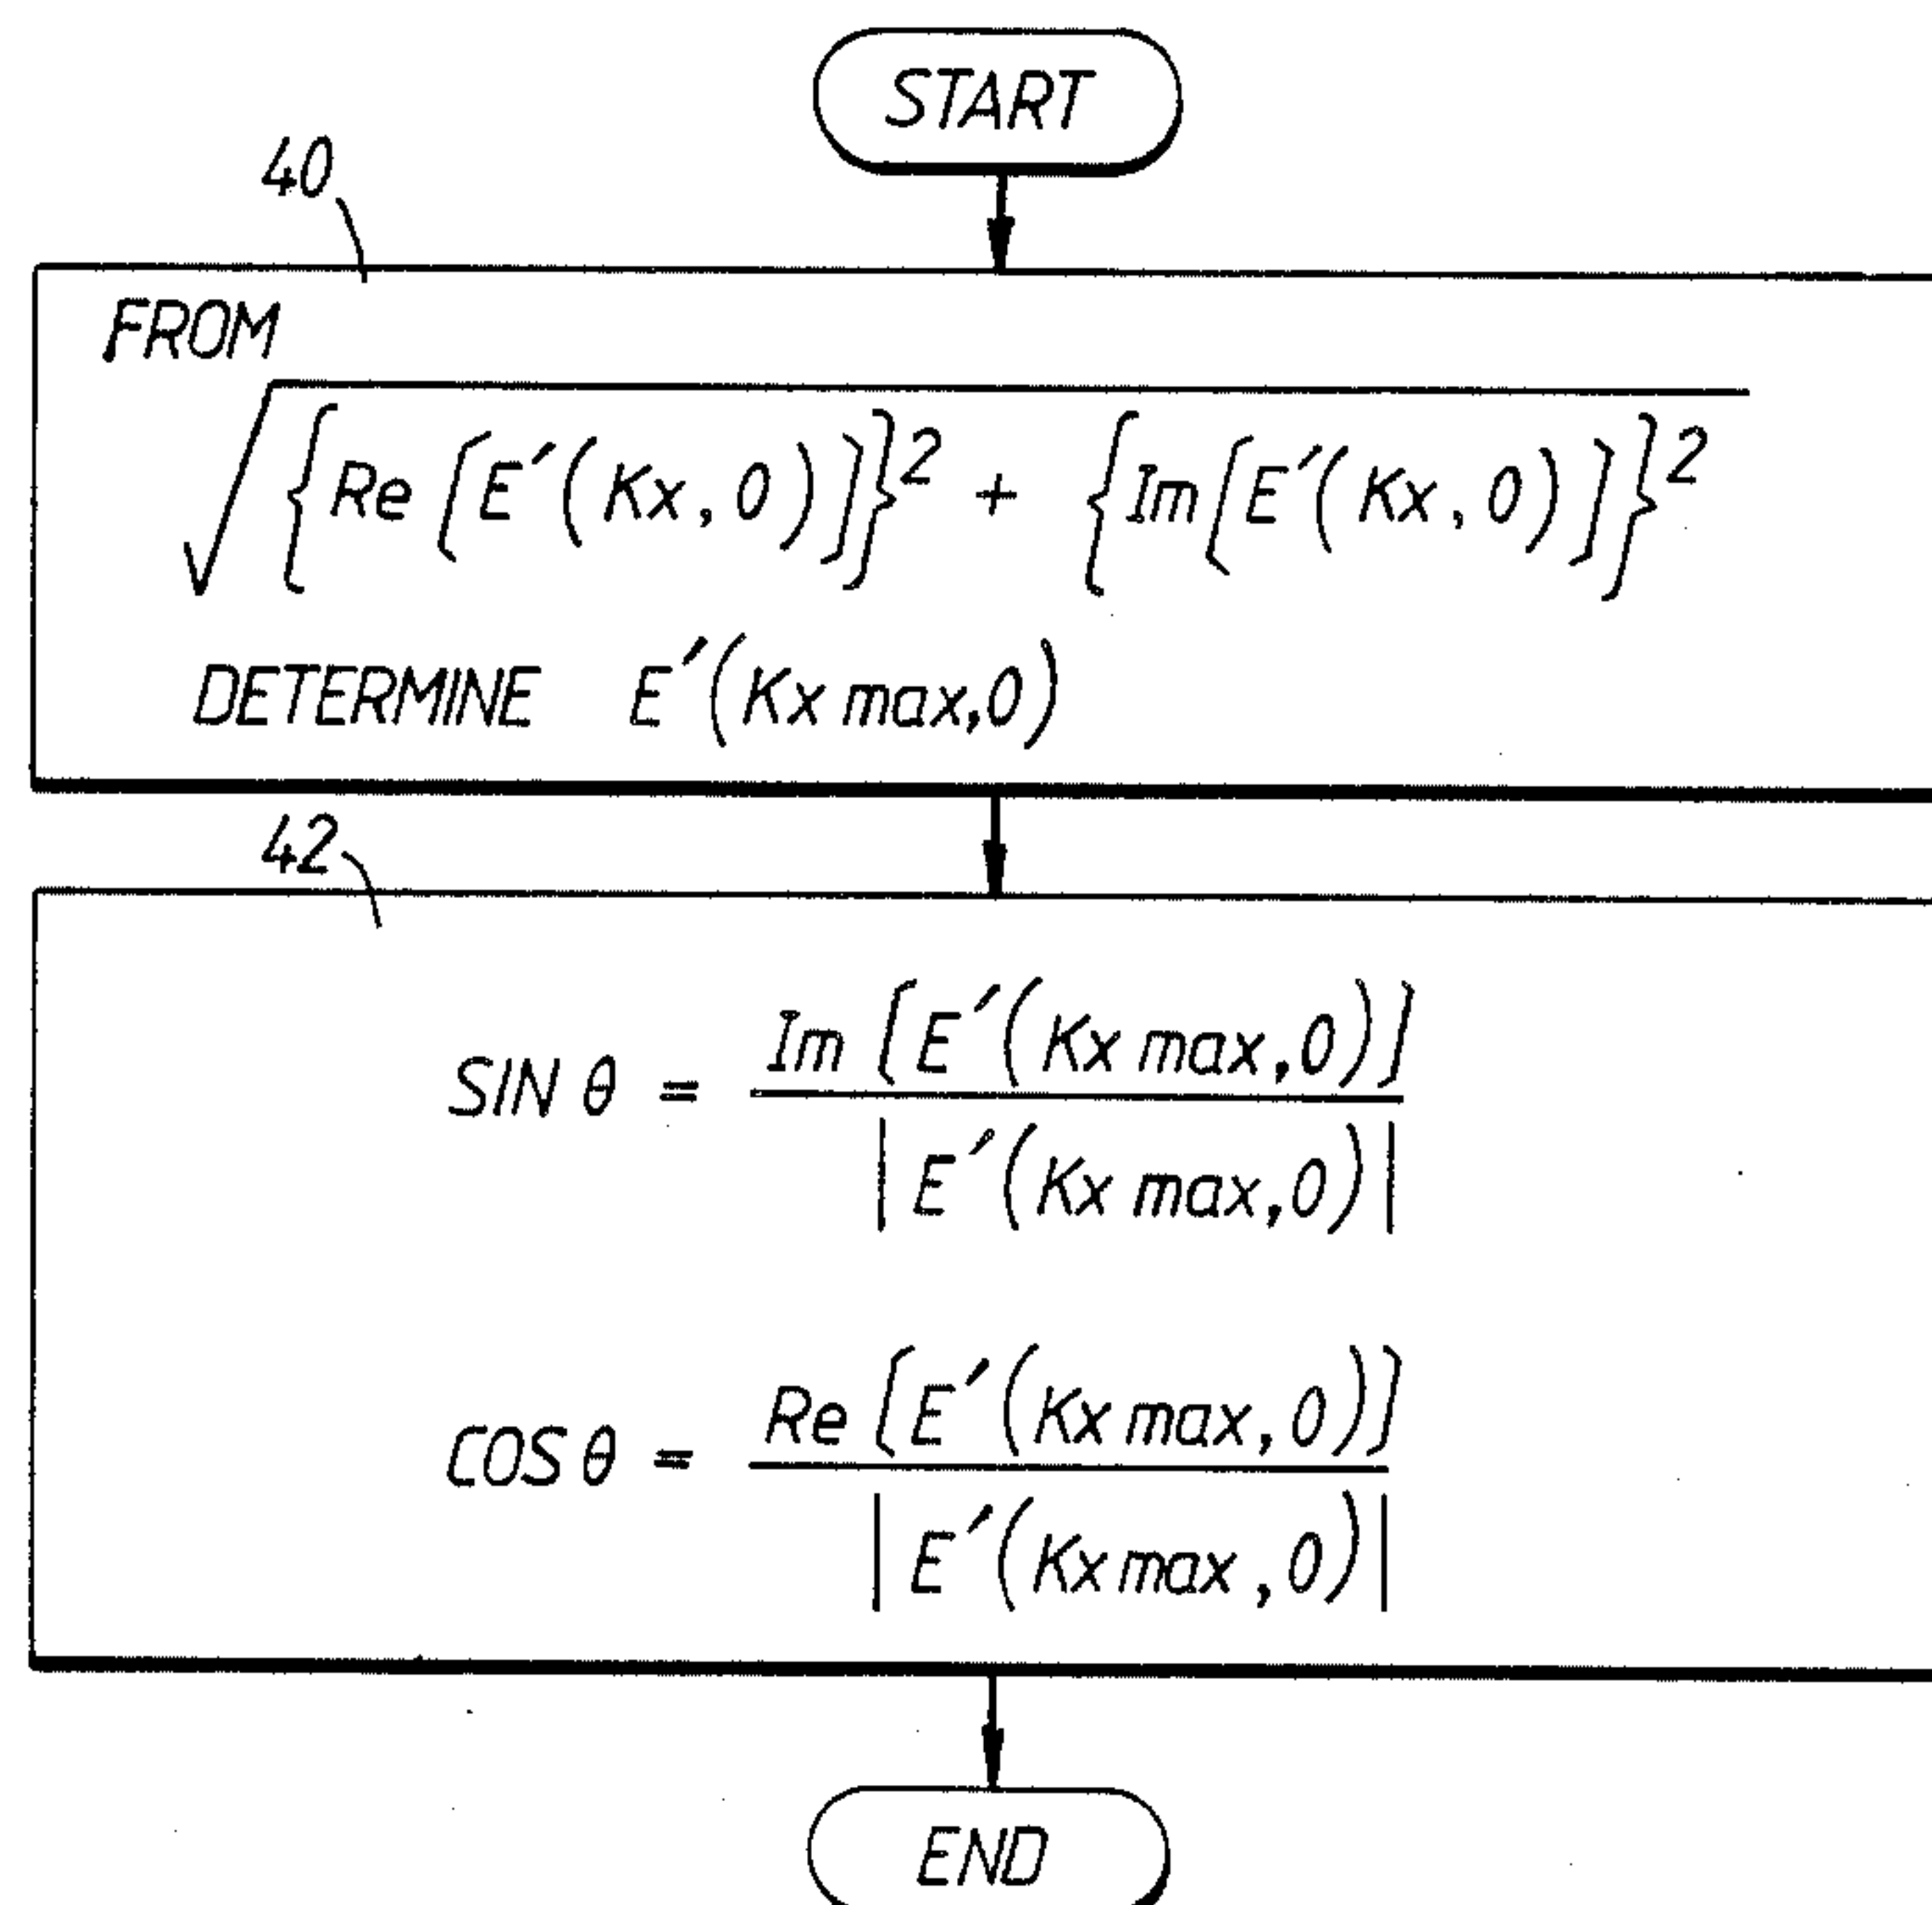 START
40
FROM
√{Re[E′(Kx, 0)]}² + {Im[E′(Kx, 0)]}²
DETERMINE E′(Kx max,0)
42
SIN θ = Im [E′(Kx max,0)]
|E′(Kx max,0)|
COS θ = Re [E′(Kx max, 0)]
|E′(Kx max, 0)|
END